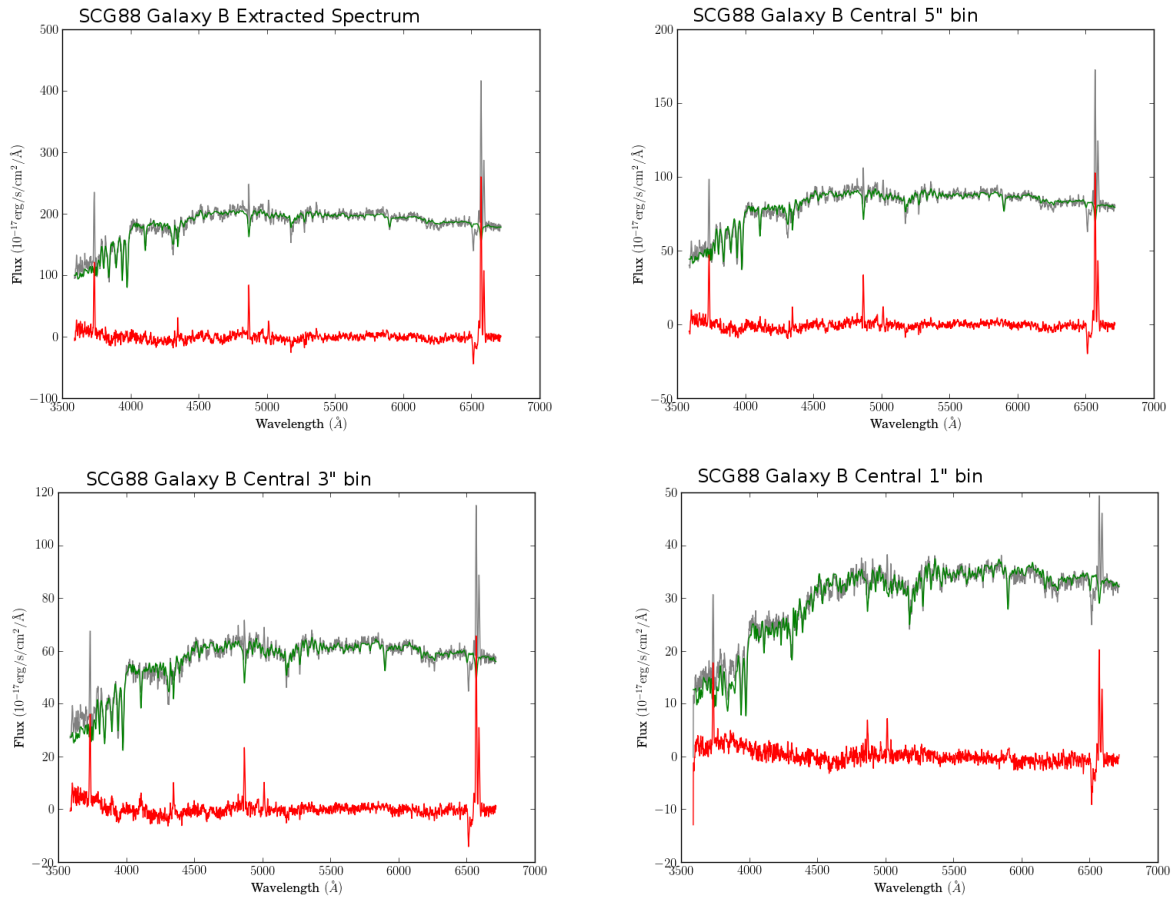 SCG88 Galaxy B Extracted Spectrum
500
400
300
200
100
0
−100
3500 4000 4500 5000 5500 6000 6500 7000
Flux (10⁻¹⁷erg/s/cm²/Å)
Wavelength (Å)
SCG88 Galaxy B Central 5" bin
200
150
100
50
0
−50
3500 4000 4500 5000 5500 6000 6500 7000
Flux (10⁻¹⁷erg/s/cm²/Å)
Wavelength (Å)
SCG88 Galaxy B Central 3" bin
120
100
80
60
40
20
0
−20
3500 4000 4500 5000 5500 6000 6500 7000
Flux (10⁻¹⁷erg/s/cm²/Å)
Wavelength (Å)
SCG88 Galaxy B Central 1" bin
50
40
30
20
10
0
−10
−20
3500 4000 4500 5000 5500 6000 6500 7000
Flux (10⁻¹⁷erg/s/cm²/Å)
Wavelength (Å)